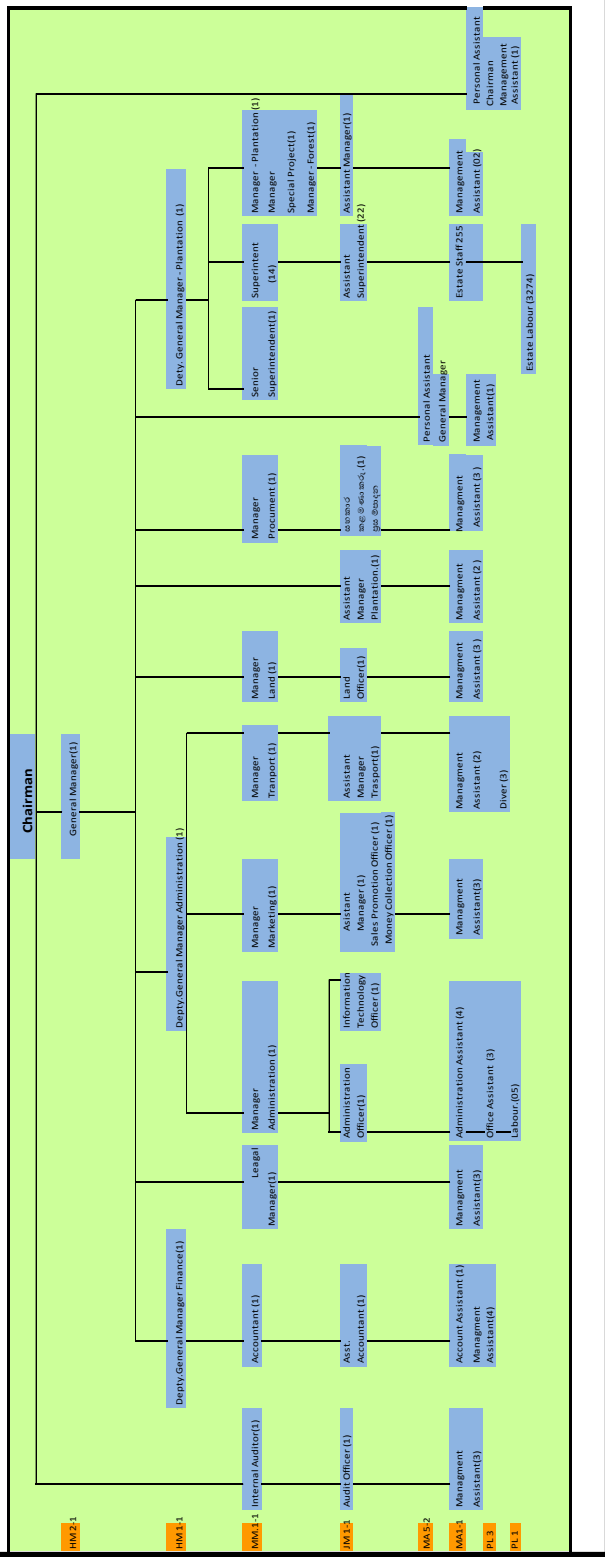 Chairman
HM 2-1
General Manager(1)
HM 1-1
Depty.General Manager Finance(1)
Depty.General Manager Administration (1)
Dety. General Manager - Plantation (1)
MM.1-1
Internal Auditor(1)
Accountant (1)
Leagal
Manager(1)
Manager
Administration (1)
Manager
Marketing (1)
Manager
Tranport (1)
Manager
Land (1)
Manager
Procument (1)
Senior
Superintendent(1)
Superintent
(14)
Manager - Plantation (1)
Manager
Special Project(1)
Manager - Forest(1)
JM 1-1
Audit Officer (1)
Asst.
Accountant (1)
Administration
Officer(1)
Information
Technology
Officer (1)
Asistant
Manager (1)
Sales Promotion Officer (1)
Money Collection Officer (1)
Assistant
Manager
Trasport(1)
Land
Officer(1)
Assistant
Manager
Plantation.(1)
සහකාර
කළමණාකරු.(1)
Assistant
Superintendent (22)
Assistant Manager(1)
MA 5-2
Personal Assistant
General Manager
MA1-1
Managment
Assistant(3)
Account Assistant (1)
Managment
Assistant(4)
Managment
Assistant(3)
Administration Assistant (4)
Office Assistant (3)
Labour.(05)
Managment
Assistant(3)
Managment
Assistant (2)
Diver (3)
Managment
Assistant (3 )
Managment
Assistant (2 )
Managment
Assistant (3 )
Management
Assistant(1)
Estate Staff 255
Estate Labour (3274)
Management
Assistant (02)
Personal Assistant
Chairman
Management
Assistant (1)
PL 3
PL 1